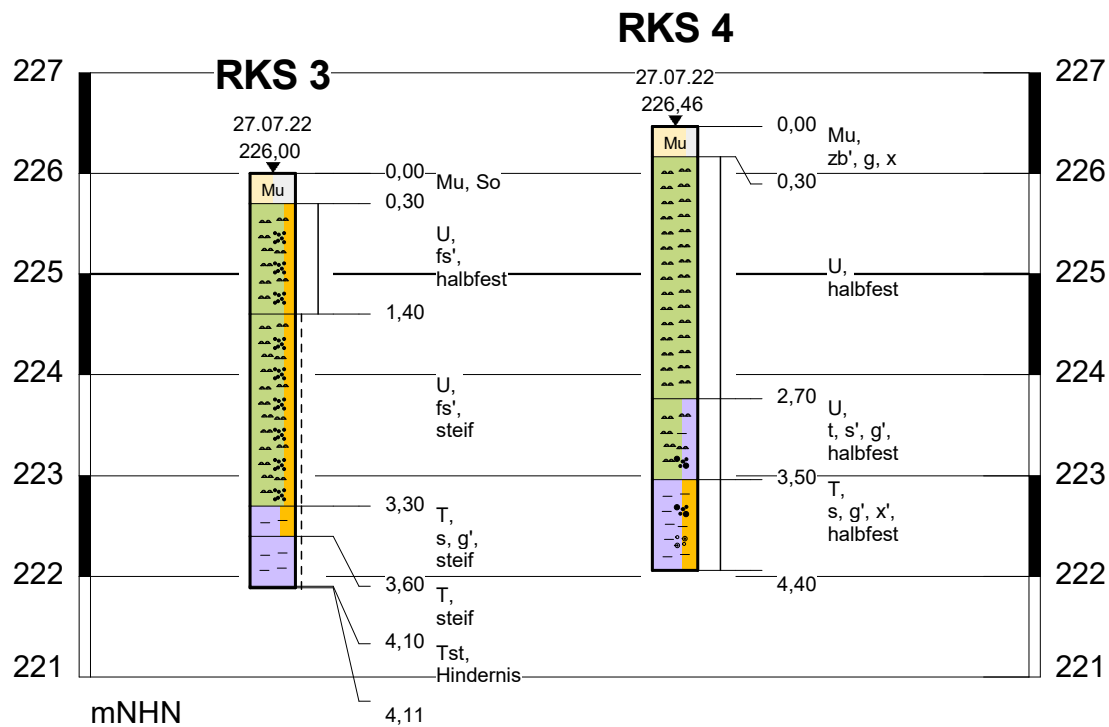 RKS 3
27.07.22
226,00
Mu
0,00
Mu, So
0,30
U,
fs',
halbfest
1,40
U,
fs',
steif
3,30
T,
s, g',
steif
3,60
T,
steif
4,10
Tst,
Hindernis
4,11
RKS 4
27.07.22
226,46
Mu
0,00
Mu,
zb', g, x
0,30
U,
halbfest
2,70
U,
t, s', g',
halbfest
3,50
T,
s, g', x',
halbfest
4,40
227
226
225
224
223
222
221
mNHN
227
226
225
224
223
222
221